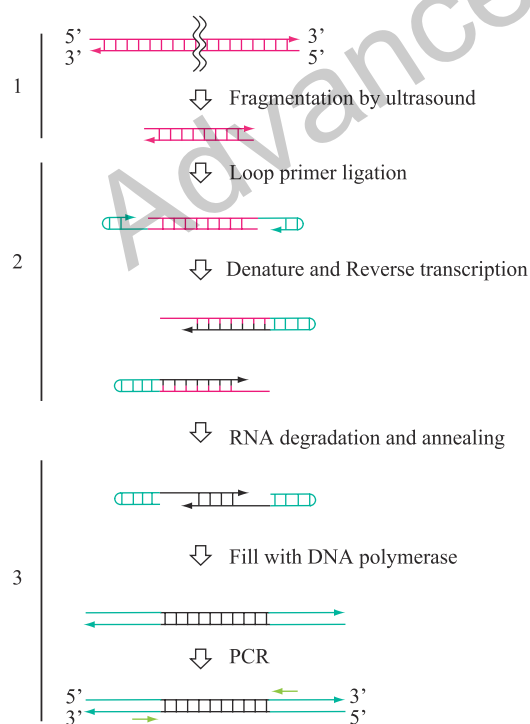 Advance
5’ 3’
3’ 5’
1
Fragmentation by ultrasound
Loop primer ligation
2
Denature and Reverse transcription
RNA degradation and annealing
3
Fill with DNA polymerase
PCR
5’ 3’
3’ 5’